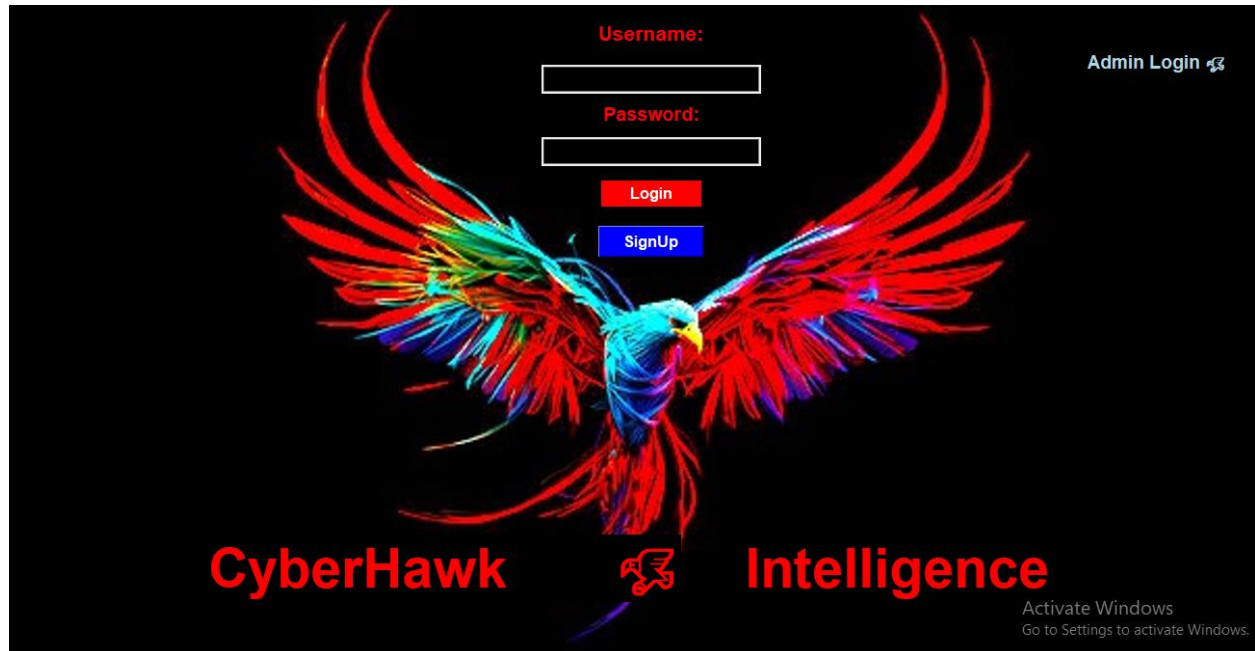 Username:
Admin Login
Password:
Login
SignUp
CyberHawk Intelligence
Activate Windows
Go to Settings to activate Windows.